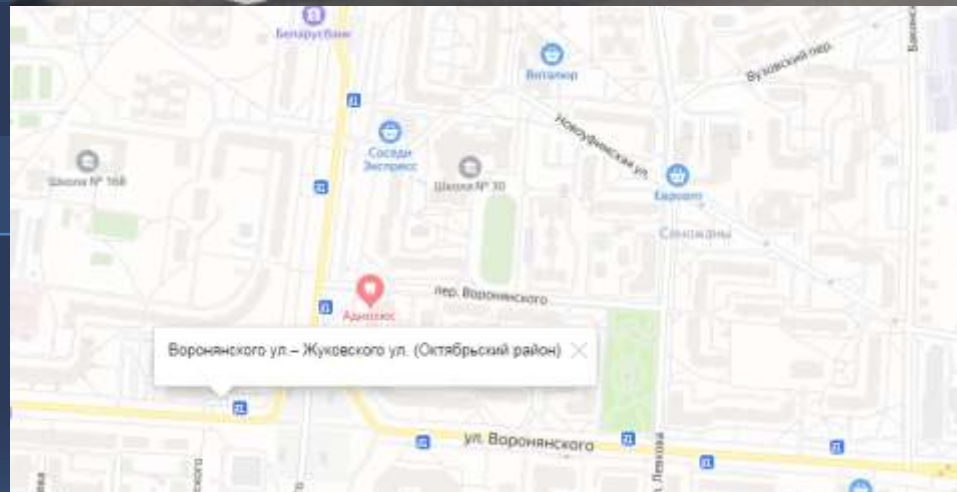 Беларусбанк
Виталюр
Вузовский пер.
Новоуфимская ул.
Соседи
Экспресс
Школа № 168
Школа № 30
Евроопт
пер. Воронянского
Воронянского ул. – Жуковского ул. (Октябрьский район)
ул. Воронянского